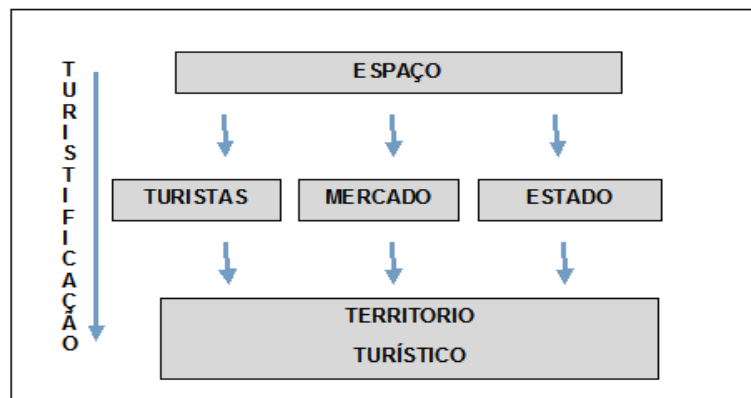 TURISTIFICAÇÃO
ESPAÇO
TURISTAS
MERCADO
ESTADO
TERRITORIO
TURÍSTICO